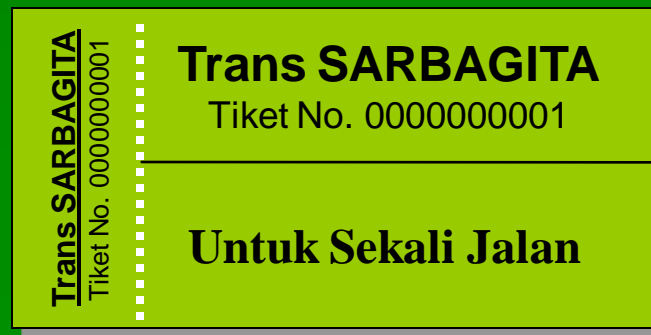 Trans SARBAGITA
Tiket No. 0000000001
Trans SARBAGITA
Tiket No. 0000000001
Untuk Sekali Jalan